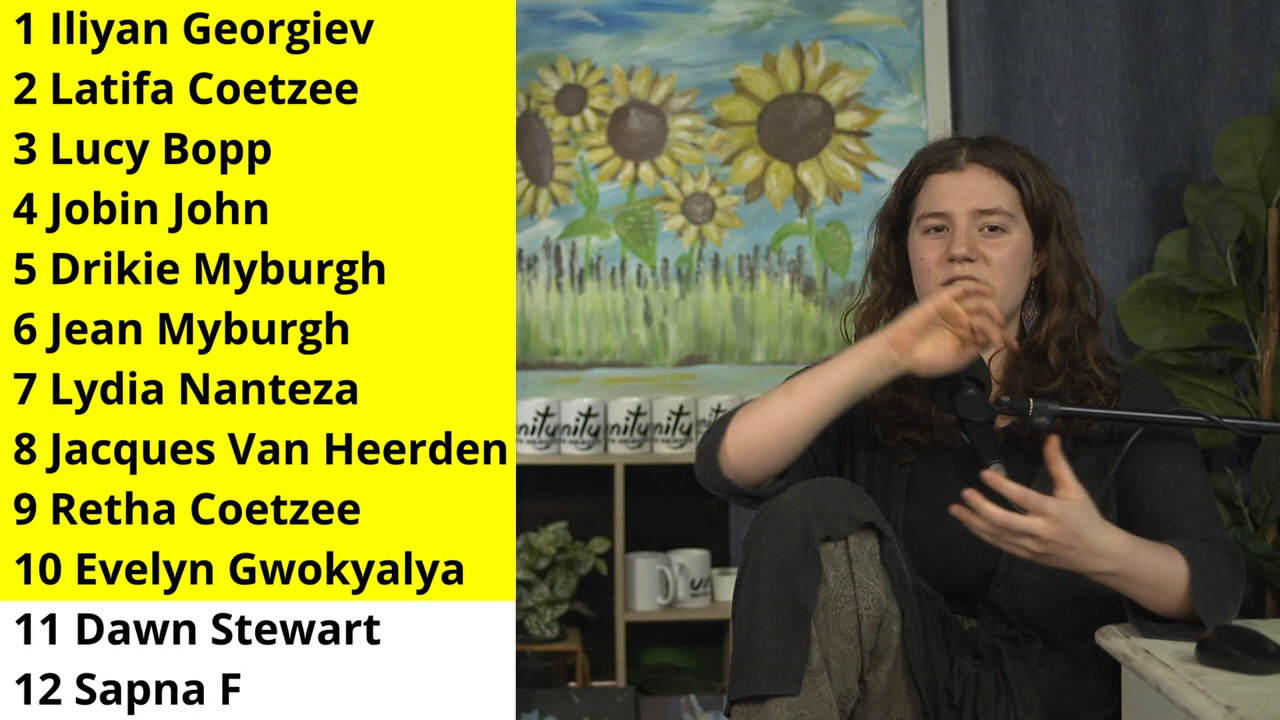 1 Iliyan Georgiev
2 Latifa Coetzee
3 Lucy Bopp
4 Jobin John
5 Drikie Myburgh
6 Jean Myburgh
7 Lydia Nanteza
8 Jacques Van Heerden
9 Retha Coetzee
10 Evelyn Gwokyalya
11 Dawn Stewart
12 Sapna F